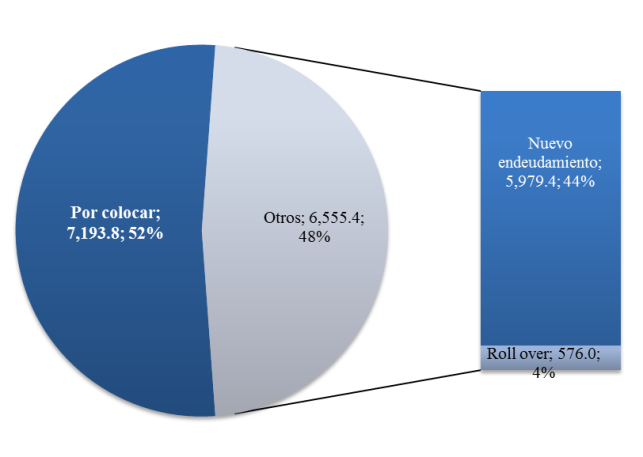 Por colocar;
7,193.8; 52%
Otros; 6,555.4;
48%
Nuevo
endeudamiento;
5,979.4; 44%
Roll over; 576.0;
4%